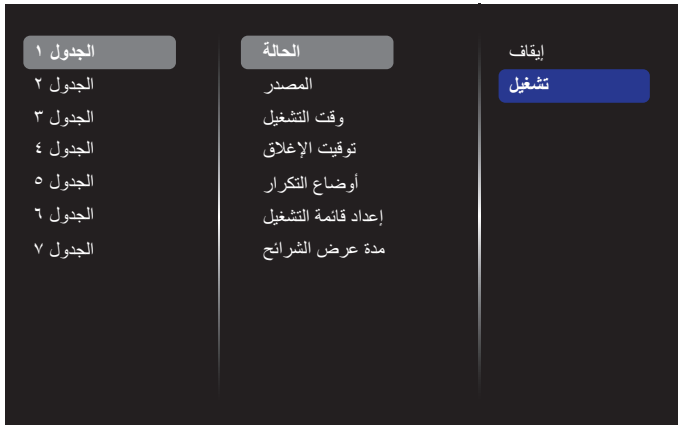 الجدول ١
الجدول ٢
الجدول ٣
الجدول ٤
الجدول ٥
الجدول ٦
الجدول ٧
الحالة
المصدر
وقت التشغيل
توقيت الإغلاق
أوضاع التكرار
إعداد قائمة التشغيل
مدة عرض الشرائح
إيقاف
تشغيل